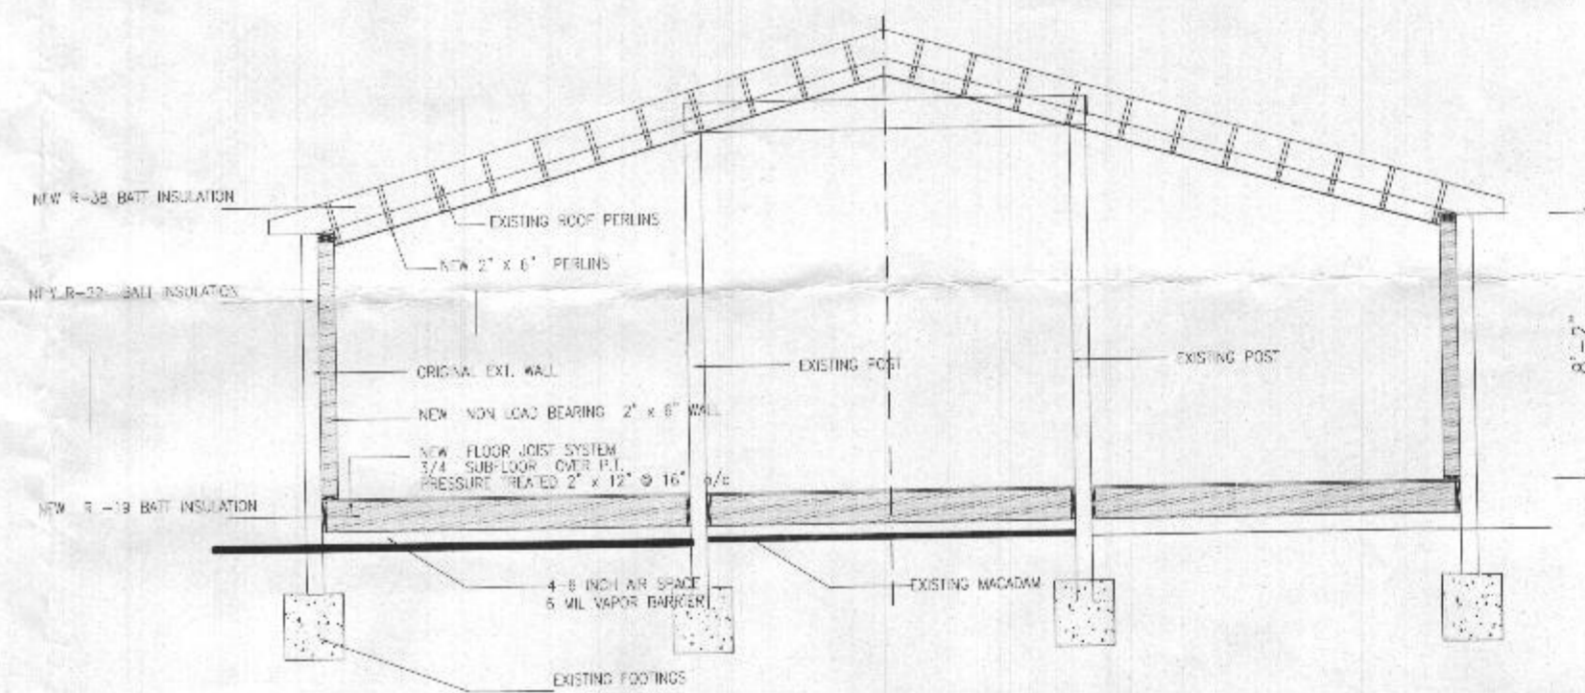 NEW R-38 BATT INSULATION
EXISTING ROOF PERLINS
NEW 2" X 6" PERLINS
NEW R-22 BATT INSULATION
8'-2"
EXISTING POST
EXISTING POST
ORIGINAL EXT. WALL
NEW NON LOAD BEARING 2" x 6" WALL
NEW FLOOR JOIST SYSTEM
3/4 SUBFLOOR OVER P.T.
PRESSURE TREATED 2" x 12" @ 16" o/c
NEW R-19 BATT INSULATION
4-6 INCH AIR SPACE
6 MIL VAPOR BARRIER
EXISTING MACADAM
EXISTING FOOTINGS